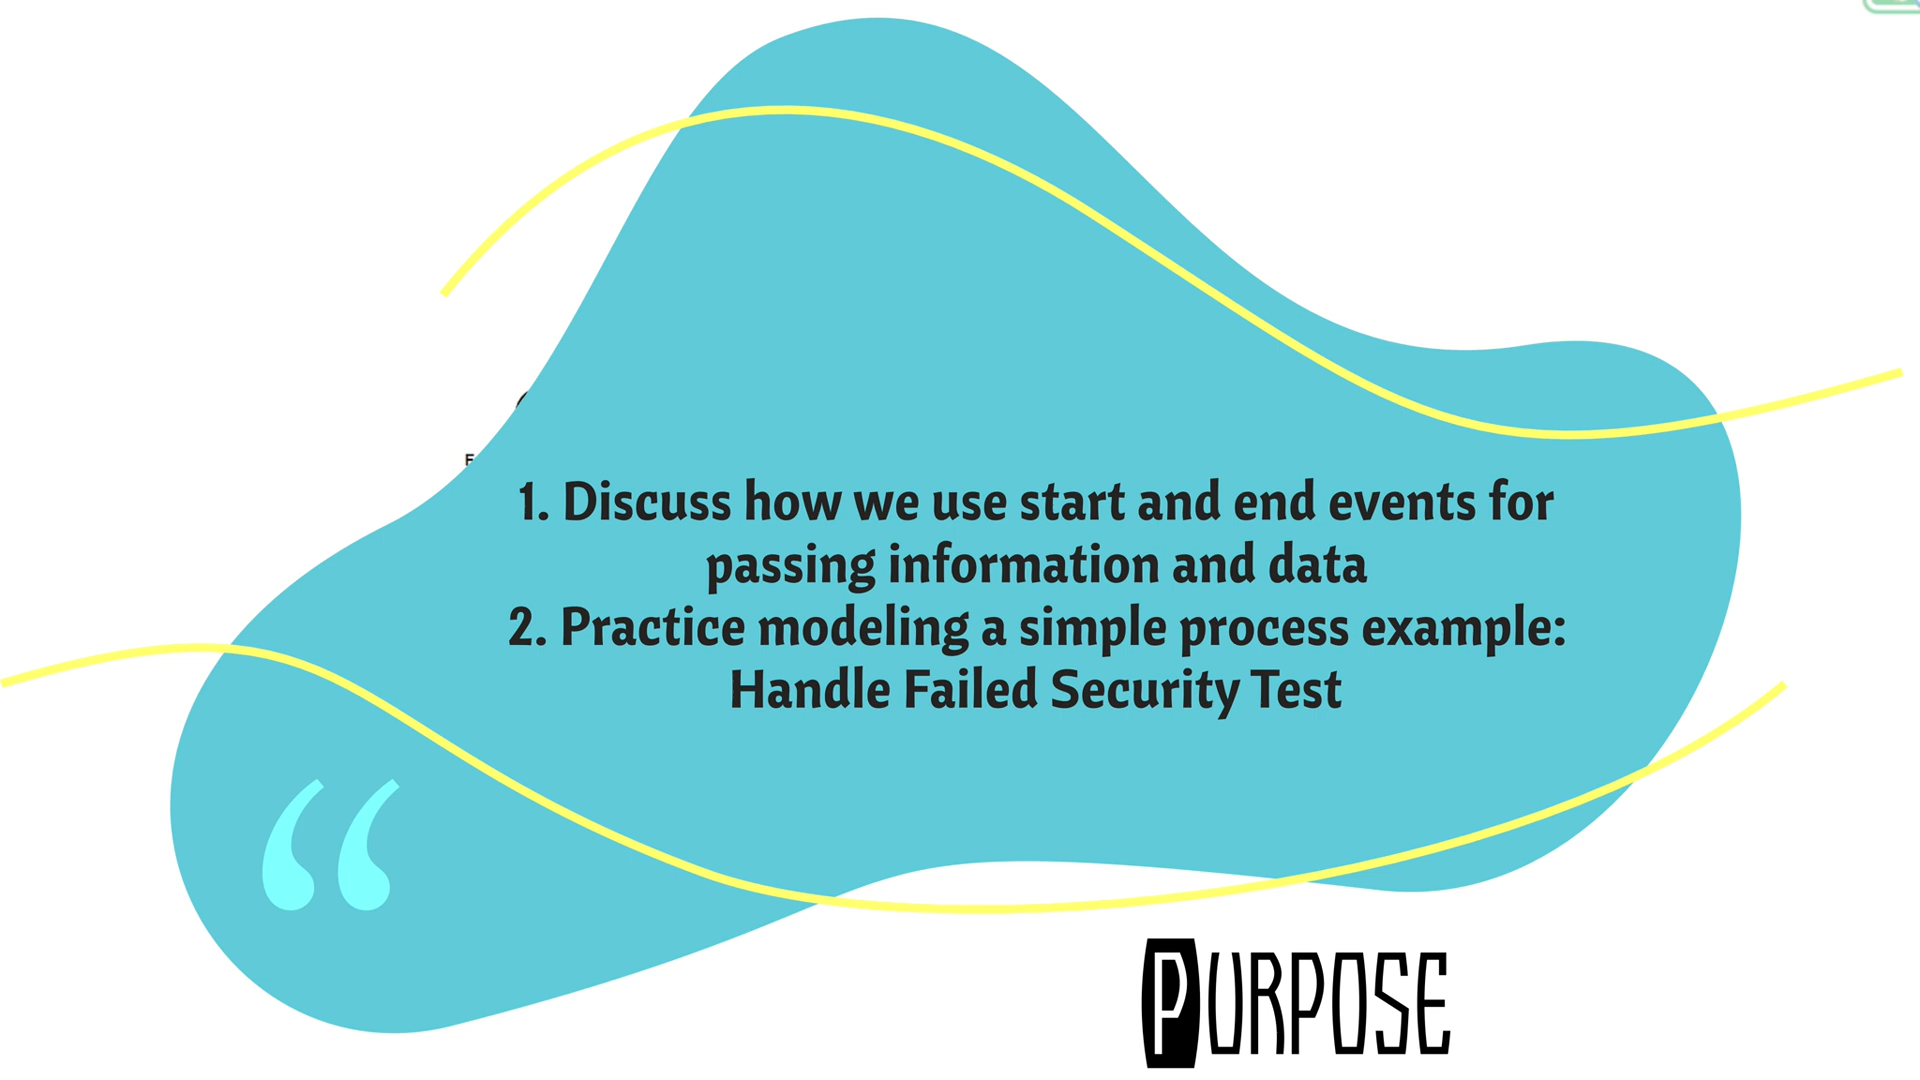 1. Discuss how we use start and end events for
passing information and data
2. Practice modeling a simple process example:
Handle Failed Security Test
PURPOSE